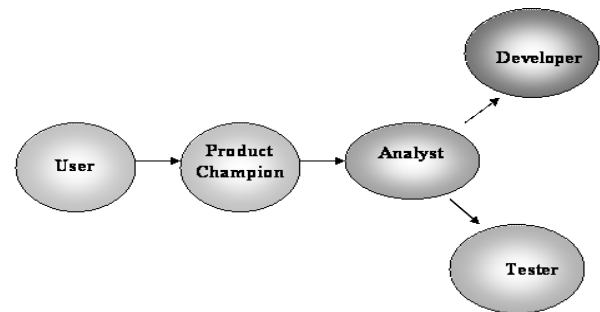 Developer
User
Product
Champion
Analyst
Tester